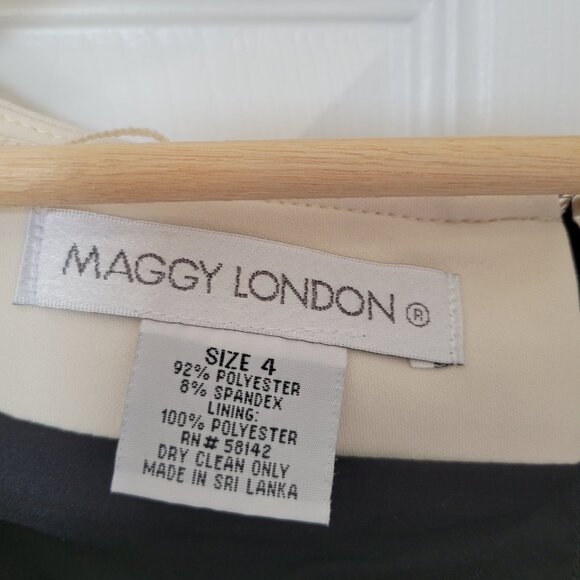 MAGGY LONDON ®
SIZE 4
92% POLYESTER
8% SPANDEX
LINING:
100% POLYESTER
RN# 58142
DRY CLEAN ONLY
MADE IN SRI LANKA